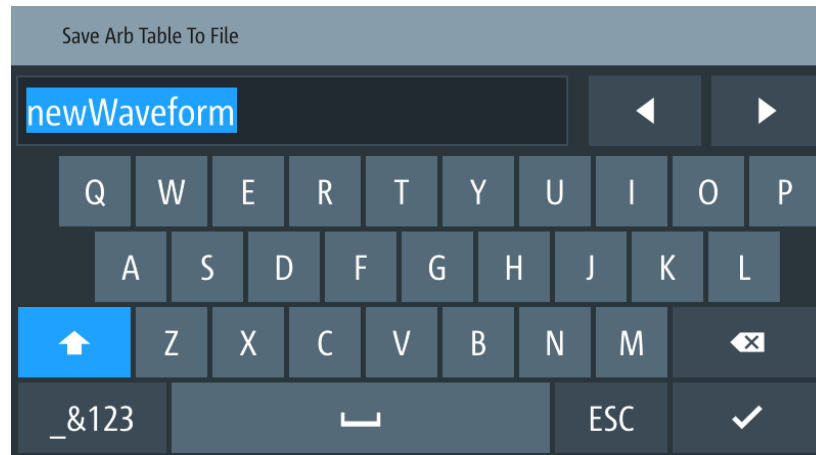 Save Arb Table To File
newWaveform
Q W E R T Y U I O P
A S D F G H J K L
Z X C V B N M
_&123 ESC